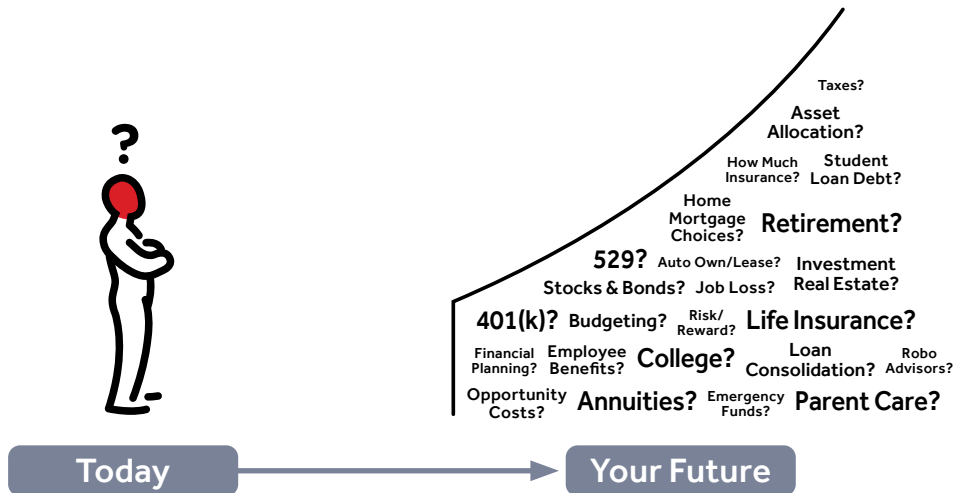 ?
Taxes?
Asset
Allocation?
How Much
Insurance?
Student
Loan Debt?
Home
Mortgage
Choices?
Retirement?
529?
Auto Own/Lease?
Investment
Real Estate?
Stocks & Bonds?
Job Loss?
401(k)?
Budgeting?
Risk/
Reward?
Life Insurance?
Financial
Planning?
Employee
Benefits?
College?
Loan
Consolidation?
Robo
Advisors?
Opportunity
Costs?
Annuities?
Emergency
Funds?
Parent Care?
Today
Your Future